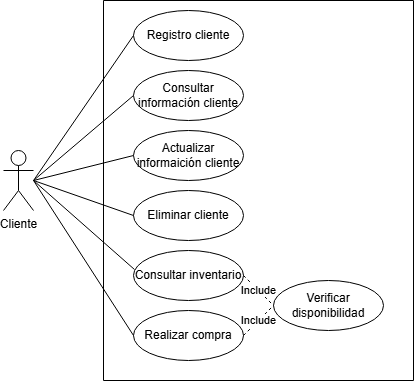 Registro cliente
Consultar
información cliente
Actualizar
informaición cliente
Eliminar cliente
Cliente
Consultar inventario
Include
Verificar
disponibilidad
Include
Realizar compra